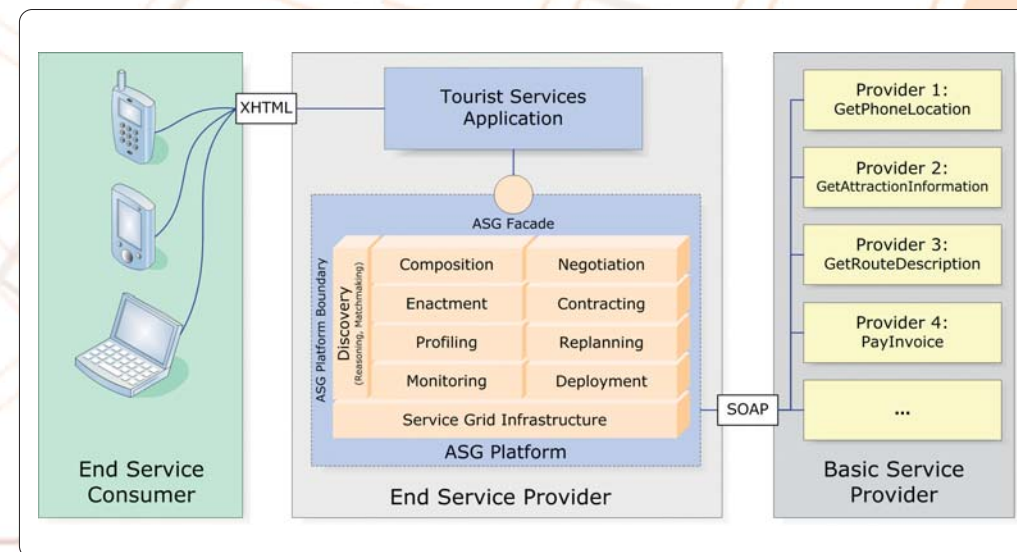 XHTML
End Service
Consumer
Tourist Services
Application
ASG Facade
ASG Platform Boundary
Discovery
(Reasoning, Matchmaking)
Composition
Negotiation
Enactment
Contracting
Profiling
Replanning
Monitoring
Deployment
Service Grid Infrastructure
ASG Platform
End Service Provider
SOAP
Provider 1:
GetPhoneLocation
Provider 2:
GetAttractionInformation
Provider 3:
GetRouteDescription
Provider 4:
PayInvoice
...
Basic Service
Provider